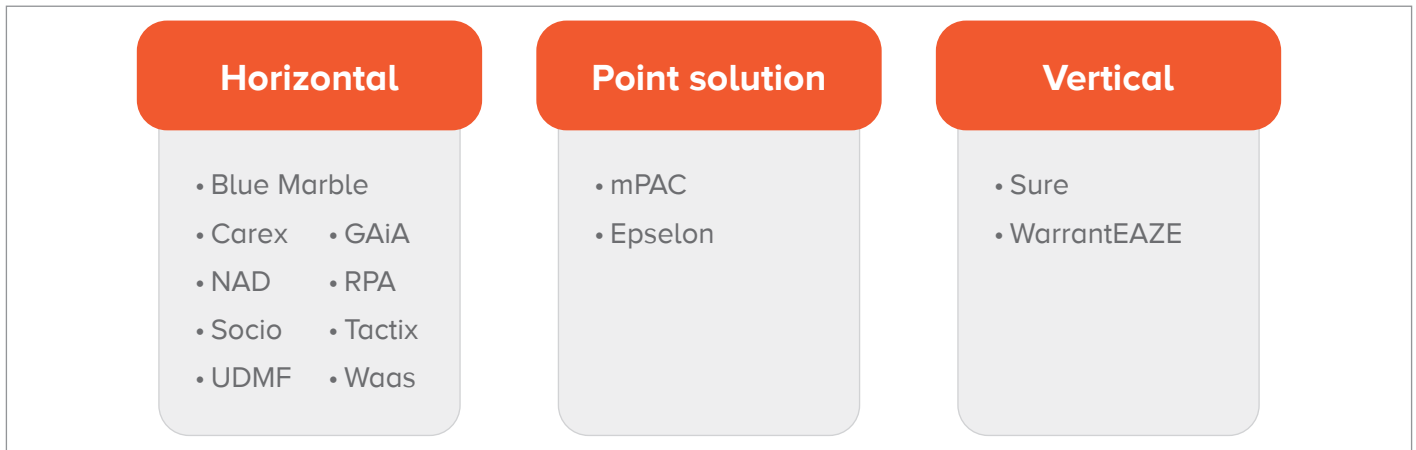 Horizontal
• Blue Marble
• Carex • GAiA
• NAD • RPA
• Socio • Tactix
• UDMF • Waas
Point solution
• mPAC
• Epselon
Vertical
• Sure
• WarrantEAZE